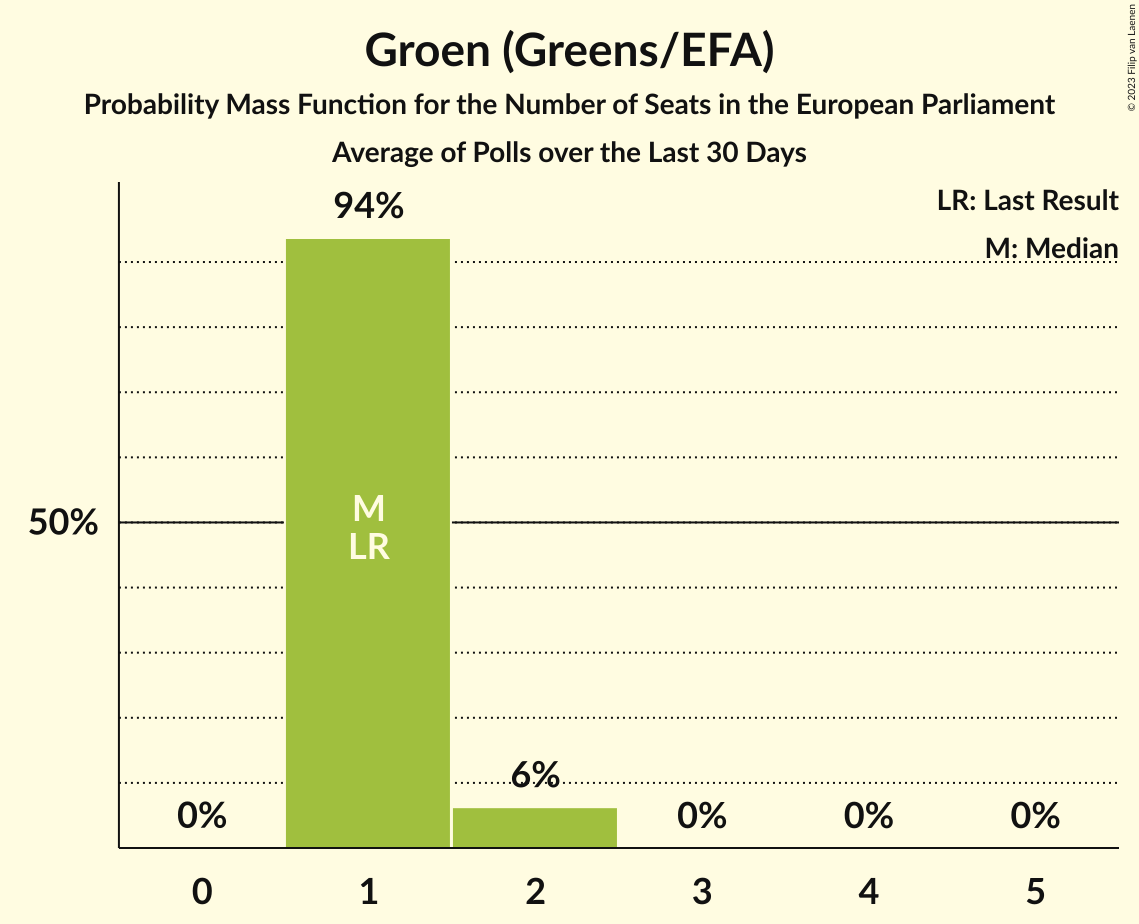 Groen (Greens/EFA)
Probability Mass Function for the Number of Seats in the European Parliament
Average of Polls over the Last 30 Days
© 2023 Filip van Laenen
LR: Last Result
M: Median
94%
50%
M
LR
6%
0%
0%
0%
0%
0
1
2
3
4
5